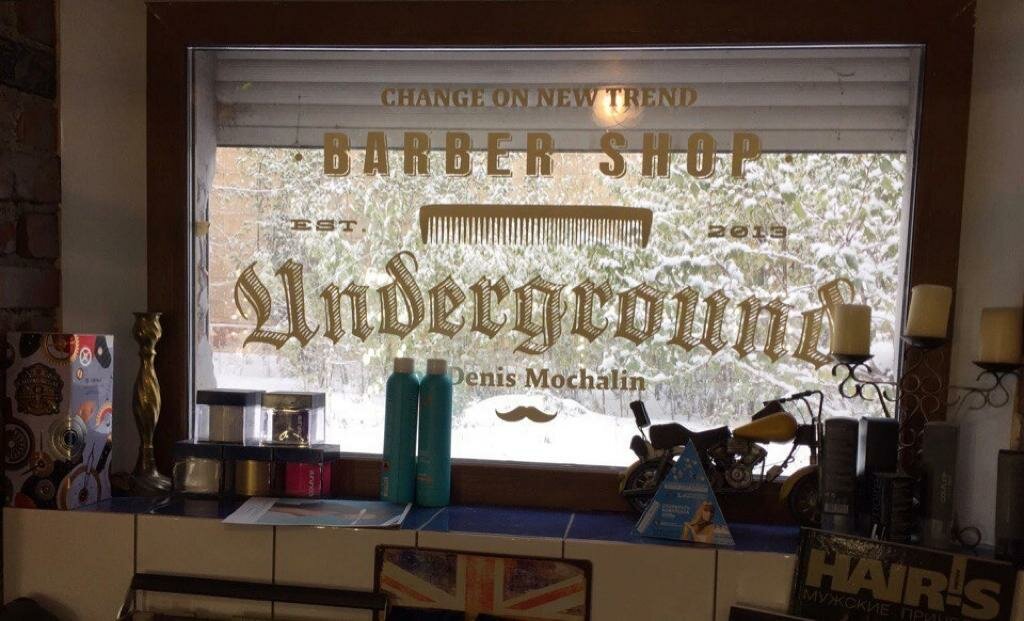 CHANGE ON NEW TREND
BARBER SHOP
EST. 2013
Underground
Denis Mochalin
HAIR!S
МУЖСКИЕ